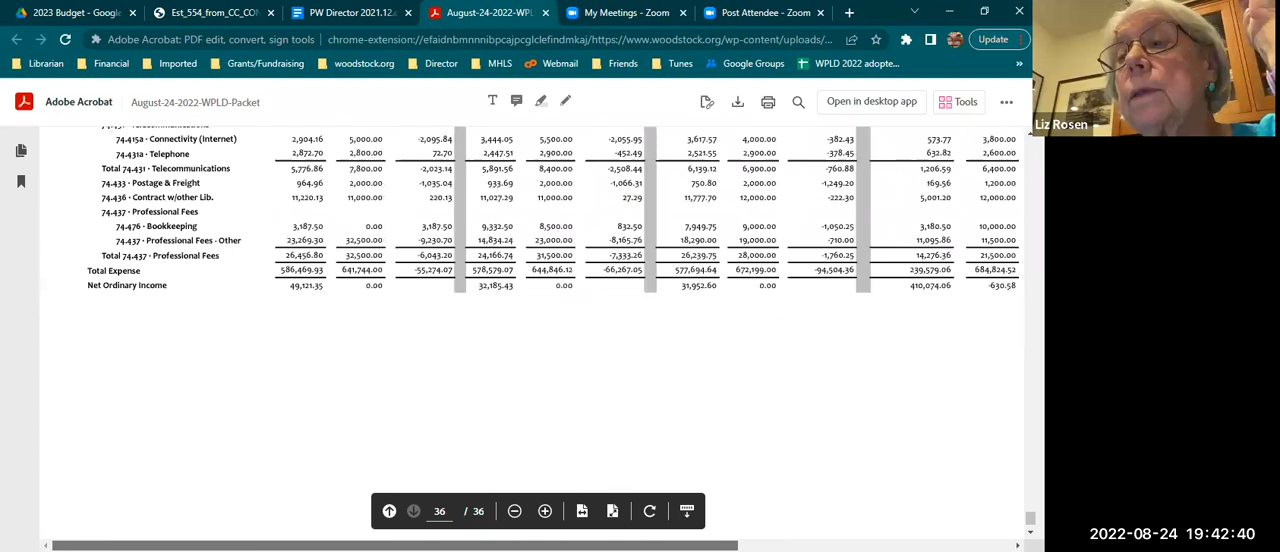 2023 Budget - Google
Est_554_from_CC_CON
PW Director 2021.12.c
August-24-2022-WPL
My Meetings - Zoom
Post Attendee - Zoom
Adobe Acrobat: PDF edit, convert, sign tools | chrome-extension://efaidnbmnnnibpcajpcglclefindmkaj/https://www.woodstock.org/wp-content/uploads/...
Update
Librarian Financial Imported Grants/Fundraising woodstock.org Director MHLS Webmail Friends Tunes Google Groups WPLD 2022 adopte... »
Adobe Acrobat August-24-2022-WPLD-Packet
Open in desktop app
Tools
74.415a · Connectivity (Internet) 2,904.16 5,000.00 -2,095.84 3,444.05 5,500.00 -2,055.95 3,617.57 4,000.00 -382.43 573.77 3,800.00
74.431a · Telephone 2,872.70 2,800.00 72.70 2,447.51 2,900.00 -452.49 2,521.55 2,900.00 -378.45 632.82 2,600.00
Total 74.431 · Telecommunications 5,776.86 7,800.00 -2,023.14 5,891.56 8,400.00 -2,508.44 6,139.12 6,900.00 -760.88 1,206.59 6,400.00
74.433 · Postage & Freight 964.96 2,000.00 -1,035.04 933.69 2,000.00 -1,066.31 750.80 2,000.00 -1,249.20 169.56 1,200.00
74.436 · Contract w/other Lib. 11,220.13 11,000.00 220.13 11,027.29 11,000.00 27.29 11,777.70 12,000.00 -222.30 5,001.20 12,000.00
74.437 · Professional Fees
74.476 · Bookkeeping 3,187.50 0.00 3,187.50 9,332.50 8,500.00 832.50 7,949.75 9,000.00 -1,050.25 3,180.50 10,000.00
74.437 · Professional Fees - Other 23,269.30 32,500.00 -9,230.70 14,834.24 23,000.00 -8,165.76 18,290.00 19,000.00 -710.00 11,095.86 11,500.00
Total 74.437 · Professional Fees 26,456.80 32,500.00 -6,043.20 24,166.74 31,500.00 -7,333.26 26,239.75 28,000.00 -1,760.25 14,276.36 21,500.00
Total Expense 586,469.93 641,744.00 -55,274.07 578,579.07 644,846.12 -66,267.05 577,694.64 672,199.00 -94,504.36 239,579.06 684,824.52
Net Ordinary Income 49,121.35 0.00 32,185.43 0.00 31,952.60 0.00 410,074.06 -630.58
36 / 36
Liz Rosen
2022-08-24 19:42:40